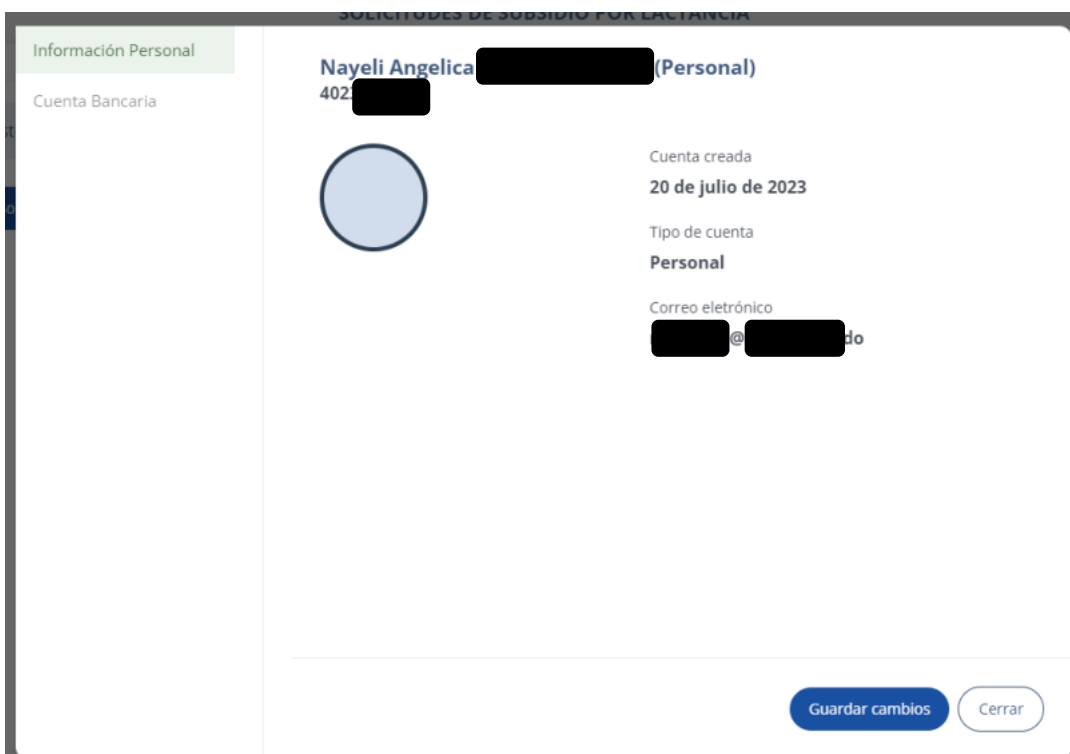 SOLICITUDES DE SUBSIDIO POR LACTANCIA
Información Personal
Cuenta Bancaria
Nayeli Angelica (Personal)
402
Cuenta creada
20 de julio de 2023
Tipo de cuenta
Personal
Correo eletrónico
@ do
Guardar cambios
Cerrar